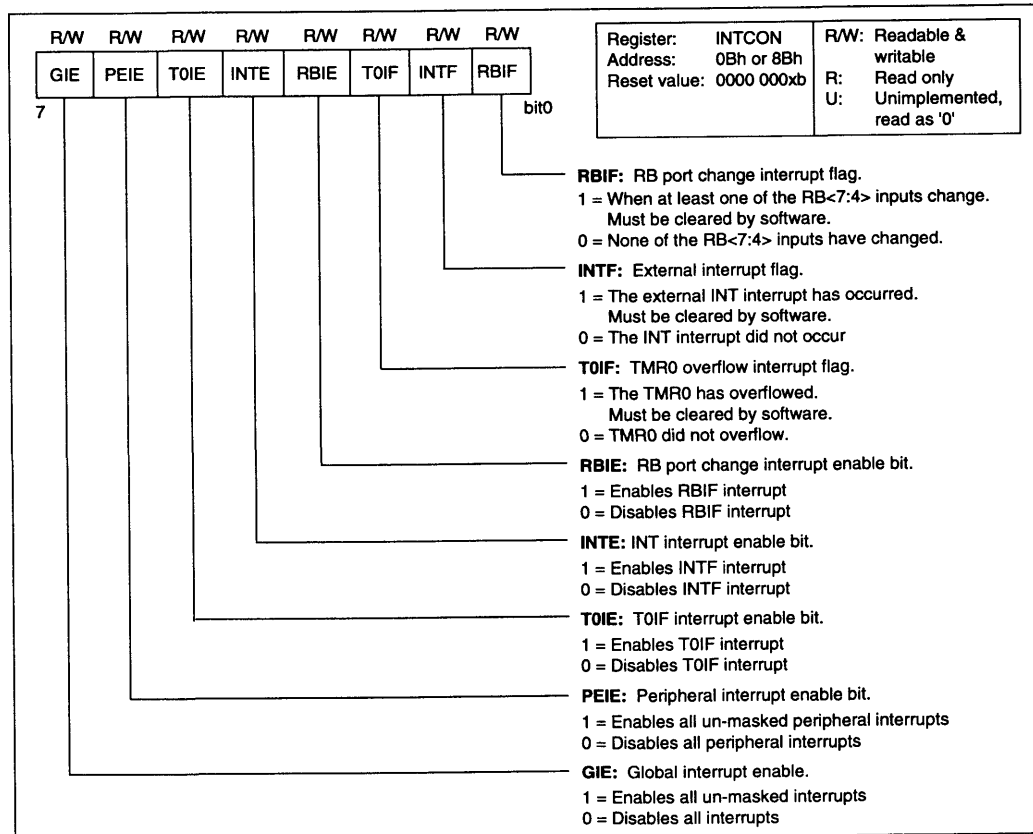 R/W R/W R/W R/W R/W R/W R/W R/W
GIE PEIE T0IE INTE RBIE T0IF INTF RBIF
7 bit0
Register: INTCON
Address: 0Bh or 8Bh
Reset value: 0000 000xb
R/W: Readable &
writable
R: Read only
U: Unimplemented,
read as '0'
RBIF: RB port change interrupt flag.
1 = When at least one of the RB<7:4> inputs change.
Must be cleared by software.
0 = None of the RB<7:4> inputs have changed.
INTF: External interrupt flag.
1 = The external INT interrupt has occurred.
Must be cleared by software.
0 = The INT interrupt did not occur
T0IF: TMR0 overflow interrupt flag.
1 = The TMR0 has overflowed.
Must be cleared by software.
0 = TMR0 did not overflow.
RBIE: RB port change interrupt enable bit.
1 = Enables RBIF interrupt
0 = Disables RBIF interrupt
INTE: INT interrupt enable bit.
1 = Enables INTF interrupt
0 = Disables INTF interrupt
T0IE: T0IF interrupt enable bit.
1 = Enables T0IF interrupt
0 = Disables T0IF interrupt
PEIE: Peripheral interrupt enable bit.
1 = Enables all un-masked peripheral interrupts
0 = Disables all peripheral interrupts
GIE: Global interrupt enable.
1 = Enables all un-masked interrupts
0 = Disables all interrupts